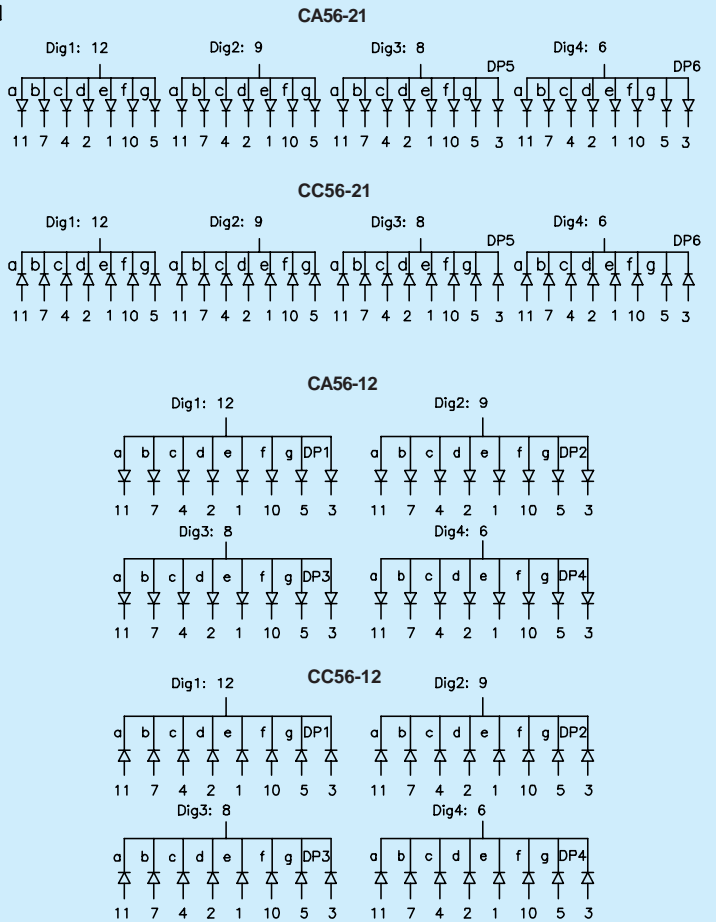 CA56-21
Dig1: 12 Dig2: 9 Dig3: 8 Dig4: 6
DP5 DP6
a b c d e f g a b c d e f g a b c d e f g a b c d e f g
11 7 4 2 1 10 5 11 7 4 2 1 10 5 11 7 4 2 1 10 5 3 11 7 4 2 1 10 5 3
CC56-21
Dig1: 12 Dig2: 9 Dig3: 8 Dig4: 6
DP5 DP6
a b c d e f g a b c d e f g a b c d e f g a b c d e f g
11 7 4 2 1 10 5 11 7 4 2 1 10 5 11 7 4 2 1 10 5 3 11 7 4 2 1 10 5 3
CA56-12
Dig1: 12 Dig2: 9
a b c d e f g DP1 a b c d e f g DP2
11 7 4 2 1 10 5 3 11 7 4 2 1 10 5 3
Dig3: 8 Dig4: 6
a b c d e f g DP3 a b c d e f g DP4
11 7 4 2 1 10 5 3 11 7 4 2 1 10 5 3
CC56-12
Dig1: 12 Dig2: 9
a b c d e f g DP1 a b c d e f g DP2
11 7 4 2 1 10 5 3 11 7 4 2 1 10 5 3
Dig3: 8 Dig4: 6
a b c d e f g DP3 a b c d e f g DP4
11 7 4 2 1 10 5 3 11 7 4 2 1 10 5 3